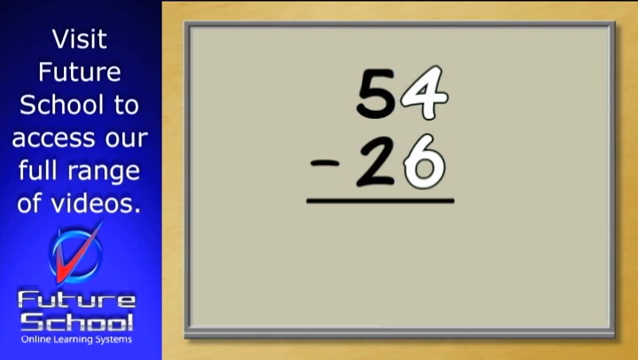 Visit
Future
School to
access our
full range
of videos.
Future
School
Online Learning Systems
54
- 26